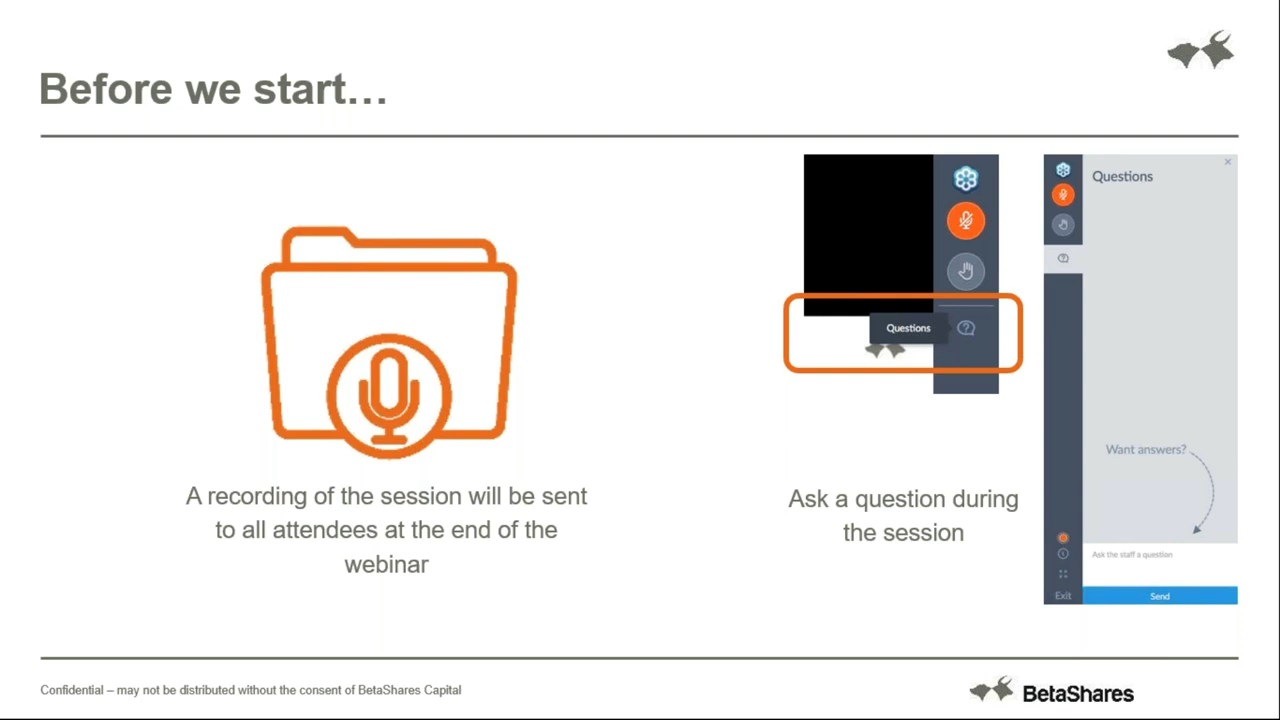 Before we start…
A recording of the session will be sent
to all attendees at the end of the
webinar
Questions
Ask a question during
the session
Questions
Want answers?
Ask the staff a question
Exit
Send
Confidential – may not be distributed without the consent of BetaShares Capital
BetaShares